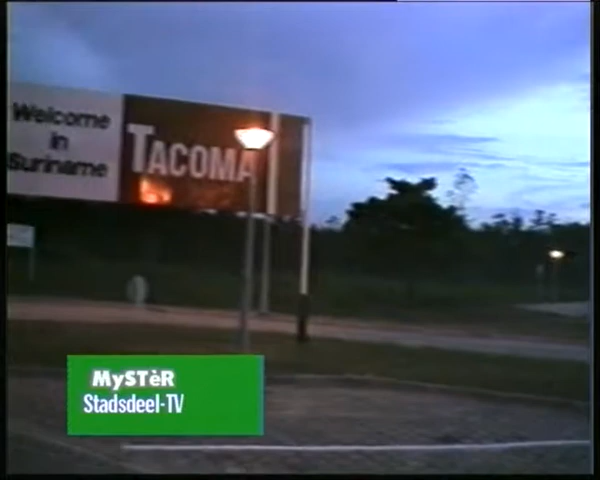 Welcome
in
Suriname
TACOMA
MySTèR
Stadsdeel-TV